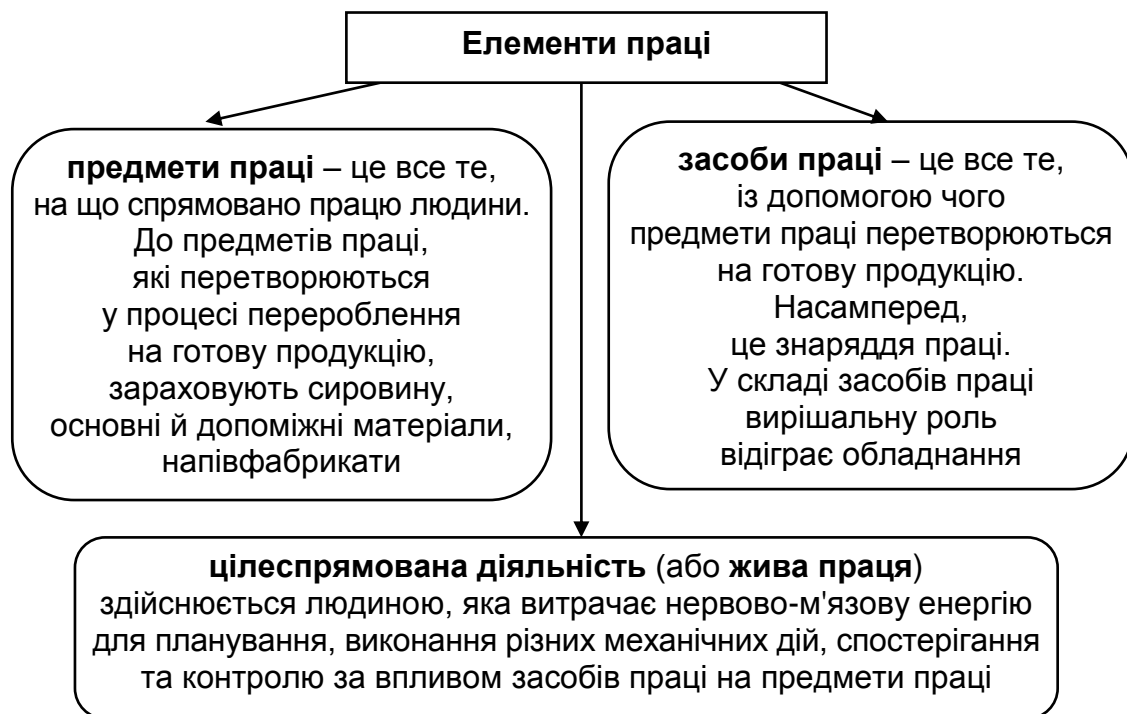 Елементи праці
предмети праці – це все те,
на що спрямовано працю людини.
До предметів праці,
які перетворюються
у процесі перероблення
на готову продукцію,
зараховують сировину,
основні й допоміжні матеріали,
напівфабрикати
засоби праці – це все те,
із допомогою чого
предмети праці перетворюються
на готову продукцію.
Насамперед,
це знаряддя праці.
У складі засобів праці
вирішальну роль
відіграє обладнання
цілеспрямована діяльність (або жива праця)
здійснюється людиною, яка витрачає нервово-м'язову енергію
для планування, виконання різних механічних дій, спостерігання
та контролю за впливом засобів праці на предмети праці